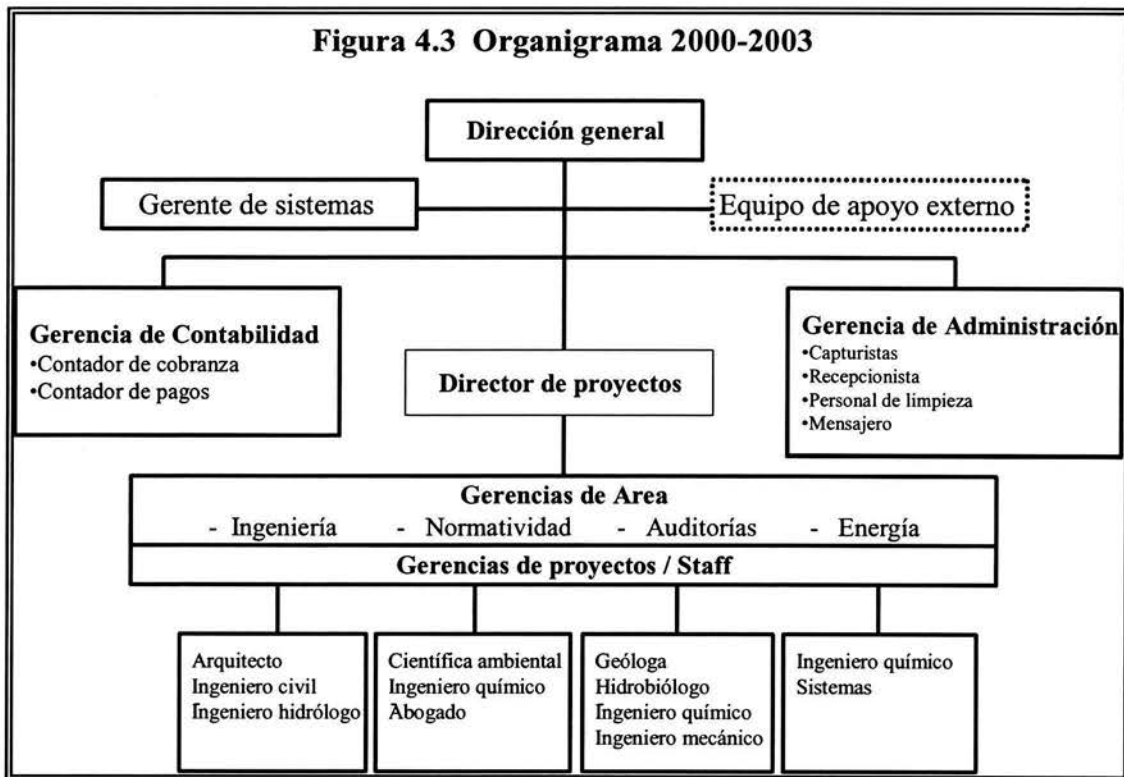 Figura 4.3 Organigrama 2000-2003
Dirección general
Gerente de sistemas
Equipo de apoyo externo
Gerencia de Contabilidad
•Contador de cobranza
•Contador de pagos
Director de proyectos
Gerencia de Administración
•Capturistas
•Recepcionista
•Personal de limpieza
•Mensajero
Gerencias de Area
- Ingeniería - Normatividad - Auditorías - Energía
Gerencias de proyectos / Staff
Arquitecto
Ingeniero civil
Ingeniero hidrólogo
Científica ambiental
Ingeniero químico
Abogado
Geóloga
Hidrobiólogo
Ingeniero químico
Ingeniero mecánico
Ingeniero químico
Sistemas